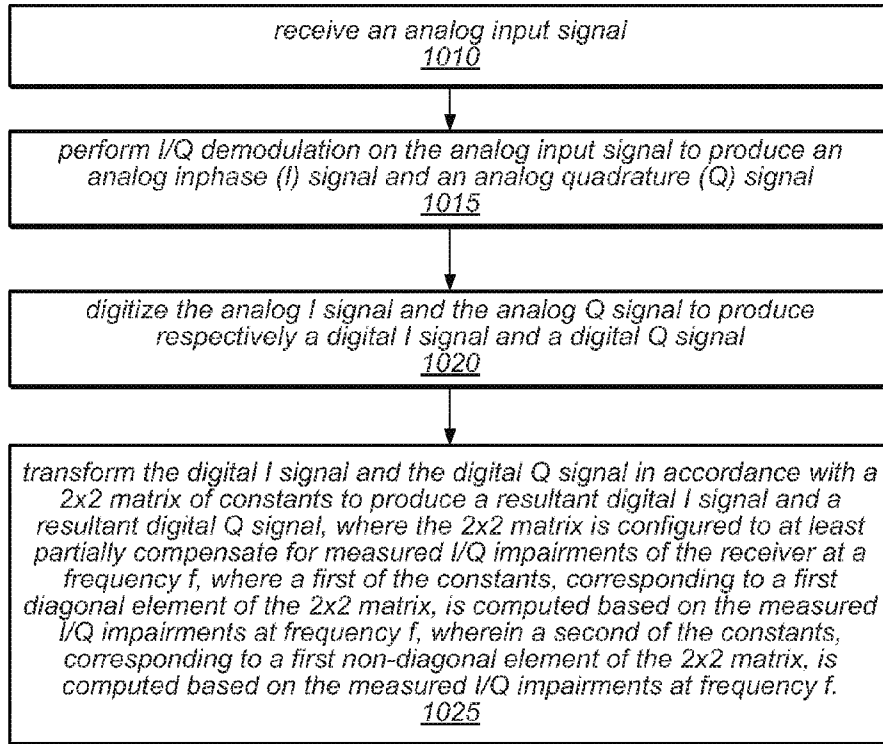 receive an analog input signal
1010
perform I/Q demodulation on the analog input signal to produce an
analog inphase (I) signal and an analog quadrature (Q) signal
1015
digitize the analog I signal and the analog Q signal to produce
respectively a digital I signal and a digital Q signal
1020
transform the digital I signal and the digital Q signal in accordance with a
2x2 matrix of constants to produce a resultant digital I signal and a
resultant digital Q signal, where the 2x2 matrix is configured to at least
partially compensate for measured I/Q impairments of the receiver at a
frequency f, where a first of the constants, corresponding to a first
diagonal element of the 2x2 matrix, is computed based on the measured
I/Q impairments at frequency f, wherein a second of the constants,
corresponding to a first non-diagonal element of the 2x2 matrix, is
computed based on the measured I/Q impairments at frequency f.
1025